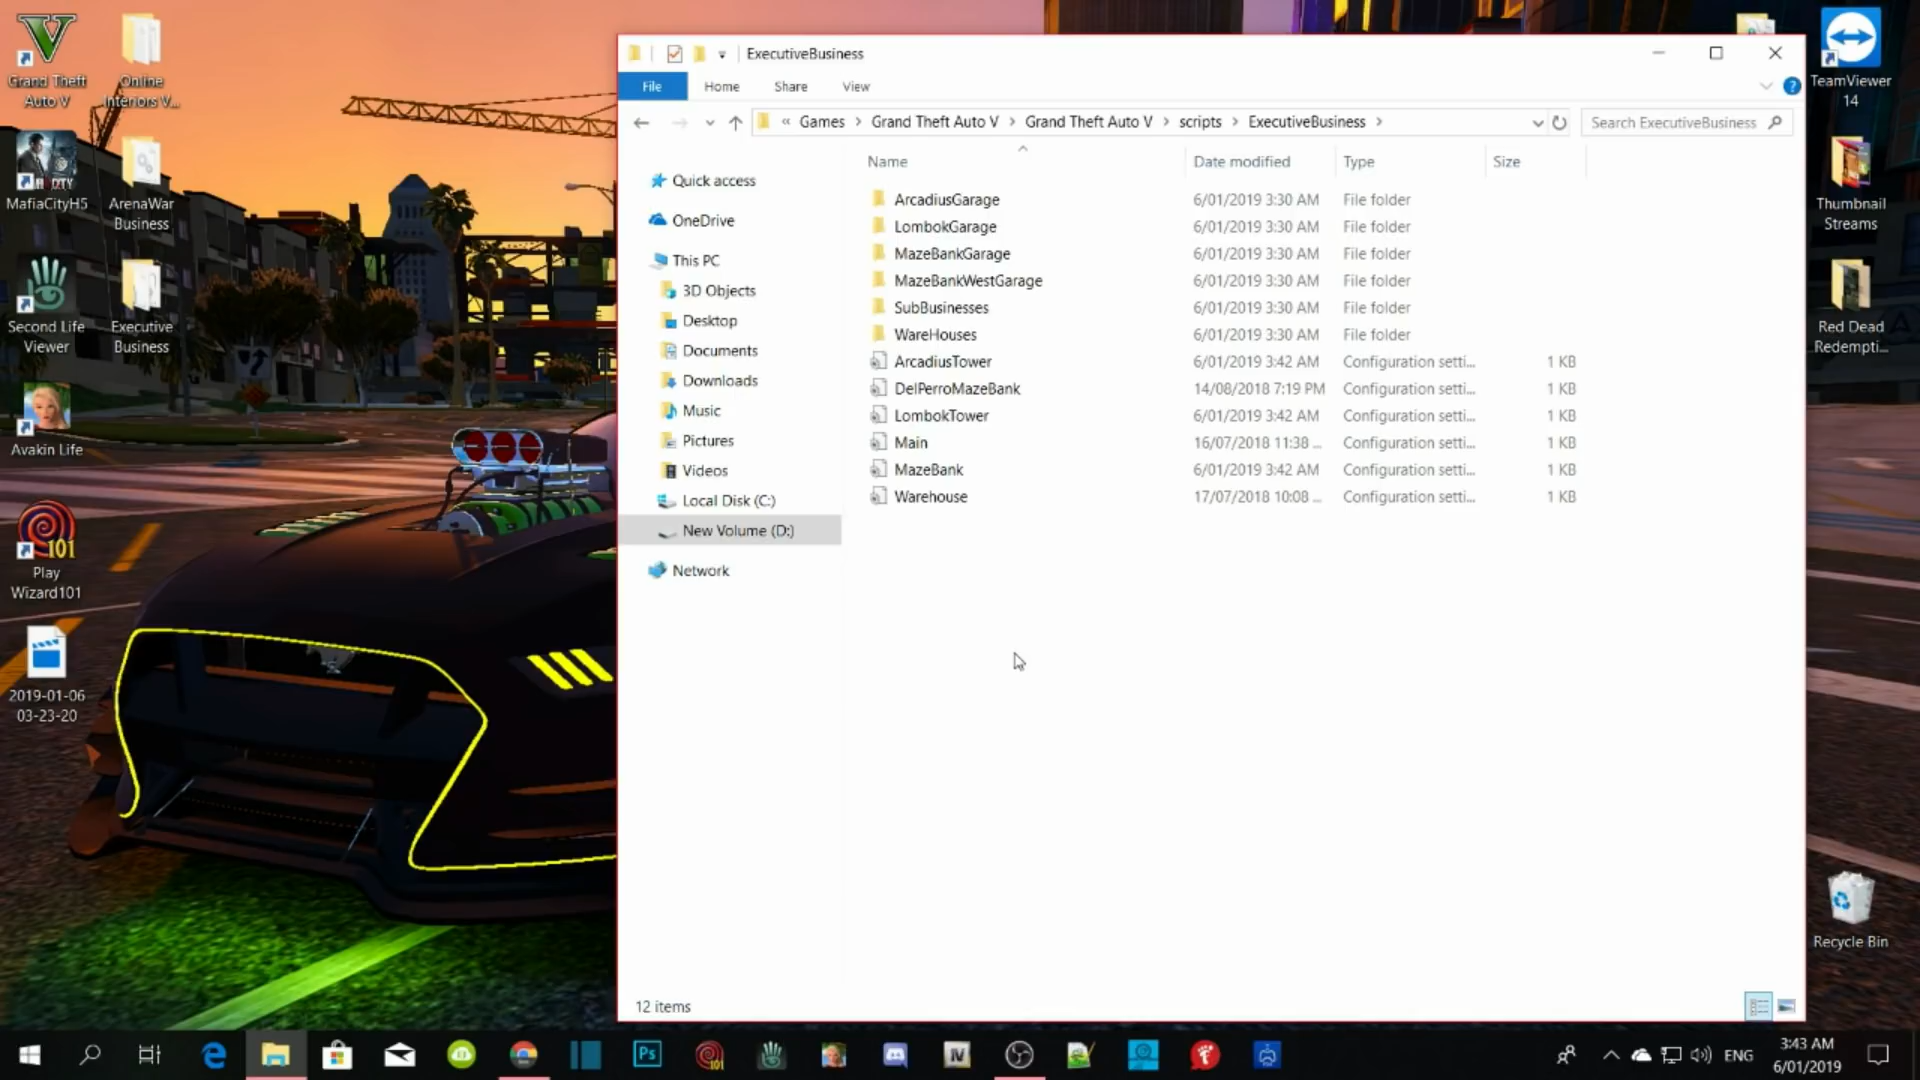 Grand Theft
Auto V
Online
Interiors V...
MafiaCityH5
ArenaWar
Business
Second Life
Viewer
Executive
Business
Avakin Life
101
Play
Wizard101
2019-01-06
03-23-20
ExecutiveBusiness
File
Home
Share
View
« Games > Grand Theft Auto V > Grand Theft Auto V > scripts > ExecutiveBusiness >
Search ExecutiveBusiness
Quick access
OneDrive
This PC
3D Objects
Desktop
Documents
Downloads
Music
Pictures
Videos
Local Disk (C:)
New Volume (D:)
Network
Name Date modified Type Size
ArcadiusGarage 6/01/2019 3:30 AM File folder
LombokGarage 6/01/2019 3:30 AM File folder
MazeBankGarage 6/01/2019 3:30 AM File folder
MazeBankWestGarage 6/01/2019 3:30 AM File folder
SubBusinesses 6/01/2019 3:30 AM File folder
WareHouses 6/01/2019 3:30 AM File folder
ArcadiusTower 6/01/2019 3:42 AM Configuration setti... 1 KB
DelPerroMazeBank 14/08/2018 7:19 PM Configuration setti... 1 KB
LombokTower 6/01/2019 3:42 AM Configuration setti... 1 KB
Main 16/07/2018 11:38 ... Configuration setti... 1 KB
MazeBank 6/01/2019 3:42 AM Configuration setti... 1 KB
Warehouse 17/07/2018 10:08 ... Configuration setti... 1 KB
12 items
TeamViewer
14
Thumbnail
Streams
Red Dead
Redempti...
Recycle Bin
Ps
101
IV
ENG
3:43 AM
6/01/2019